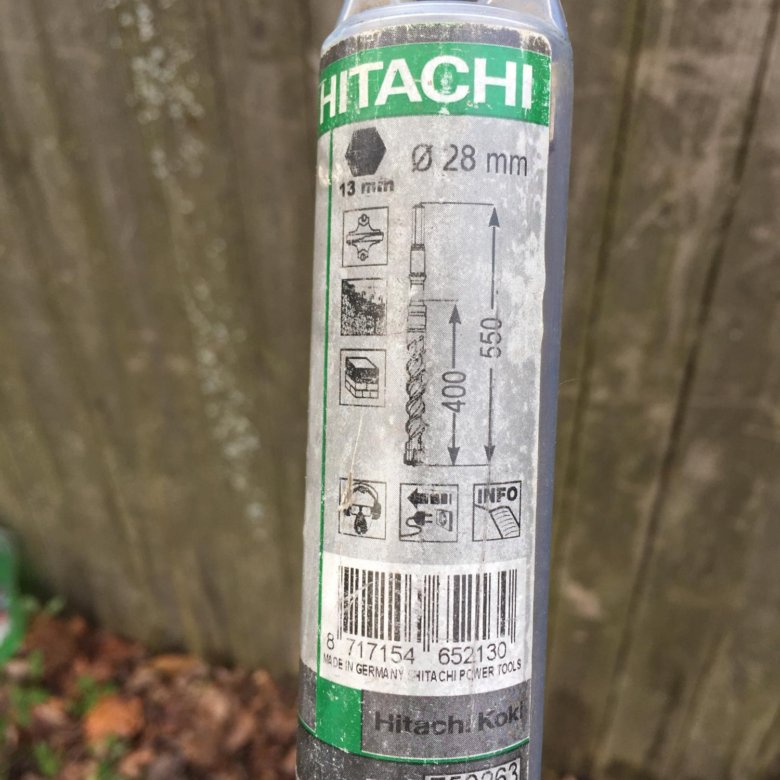 HITACHI
Ø 28 mm
13 mm
550
400
INFO
8 717154 652130
MADE IN GERMANY HITACHI POWER TOOLS
Hitachi Koki